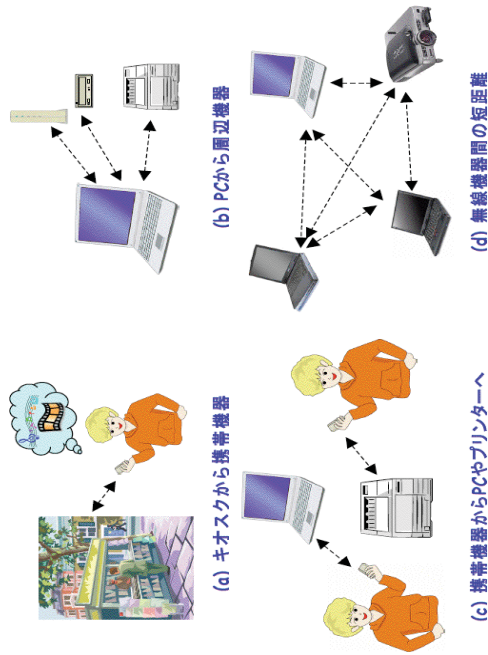 (a) キオスクから携帯機器
(b) PCから周辺機器
(c) 携帯機器からPCやプリンターへ
(d) 無線機器間の短距離